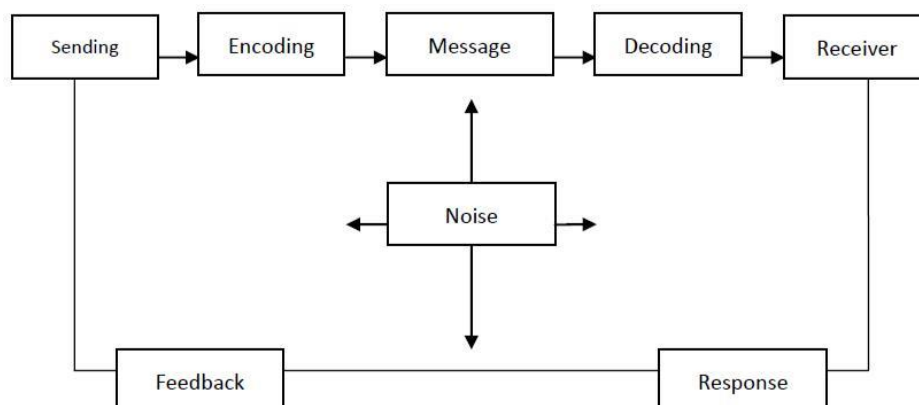 Sending
Encoding
Message
Decoding
Receiver
Noise
Feedback
Response